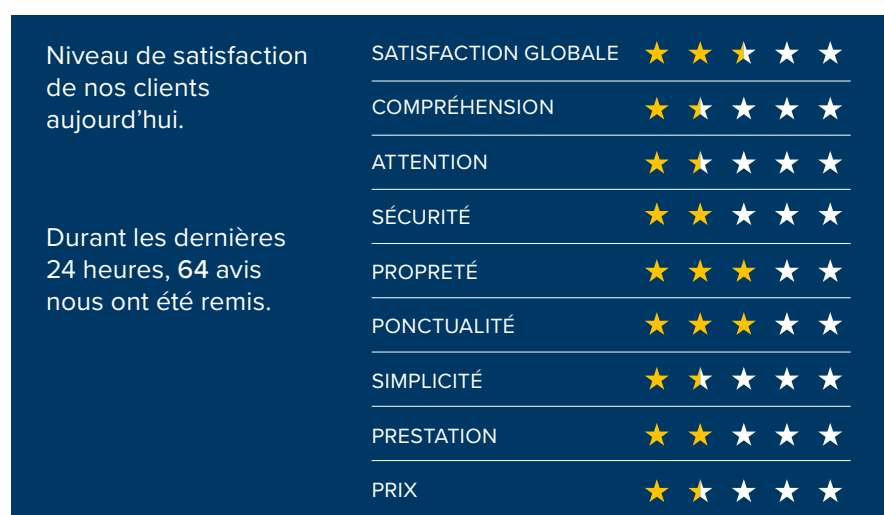 Niveau de satisfaction
de nos clients
aujourd’hui.
Durant les dernières
24 heures, 64 avis
nous ont été remis.
SATISFACTION GLOBALE
COMPRÉHENSION
ATTENTION
SÉCURITÉ
PROPRETÉ
PONCTUALITÉ
SIMPLICITÉ
PRESTATION
PRIX